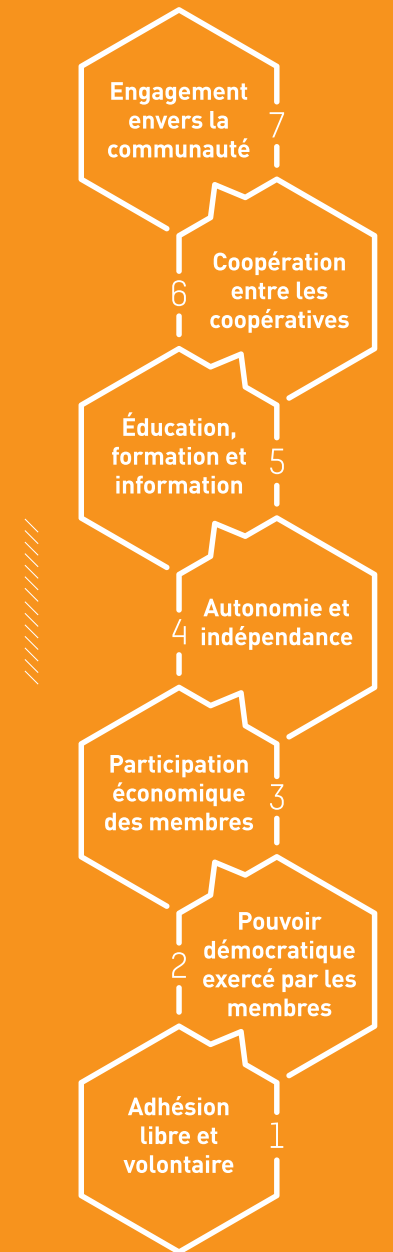 Engagement
envers la
communauté
7
Coopération
entre les
coopératives
6
Éducation,
formation et
information
5
Autonomie et
indépendance
4
Participation
économique
des membres
3
Pouvoir
démocratique
exercé par les
membres
2
Adhésion
libre et
volontaire
1